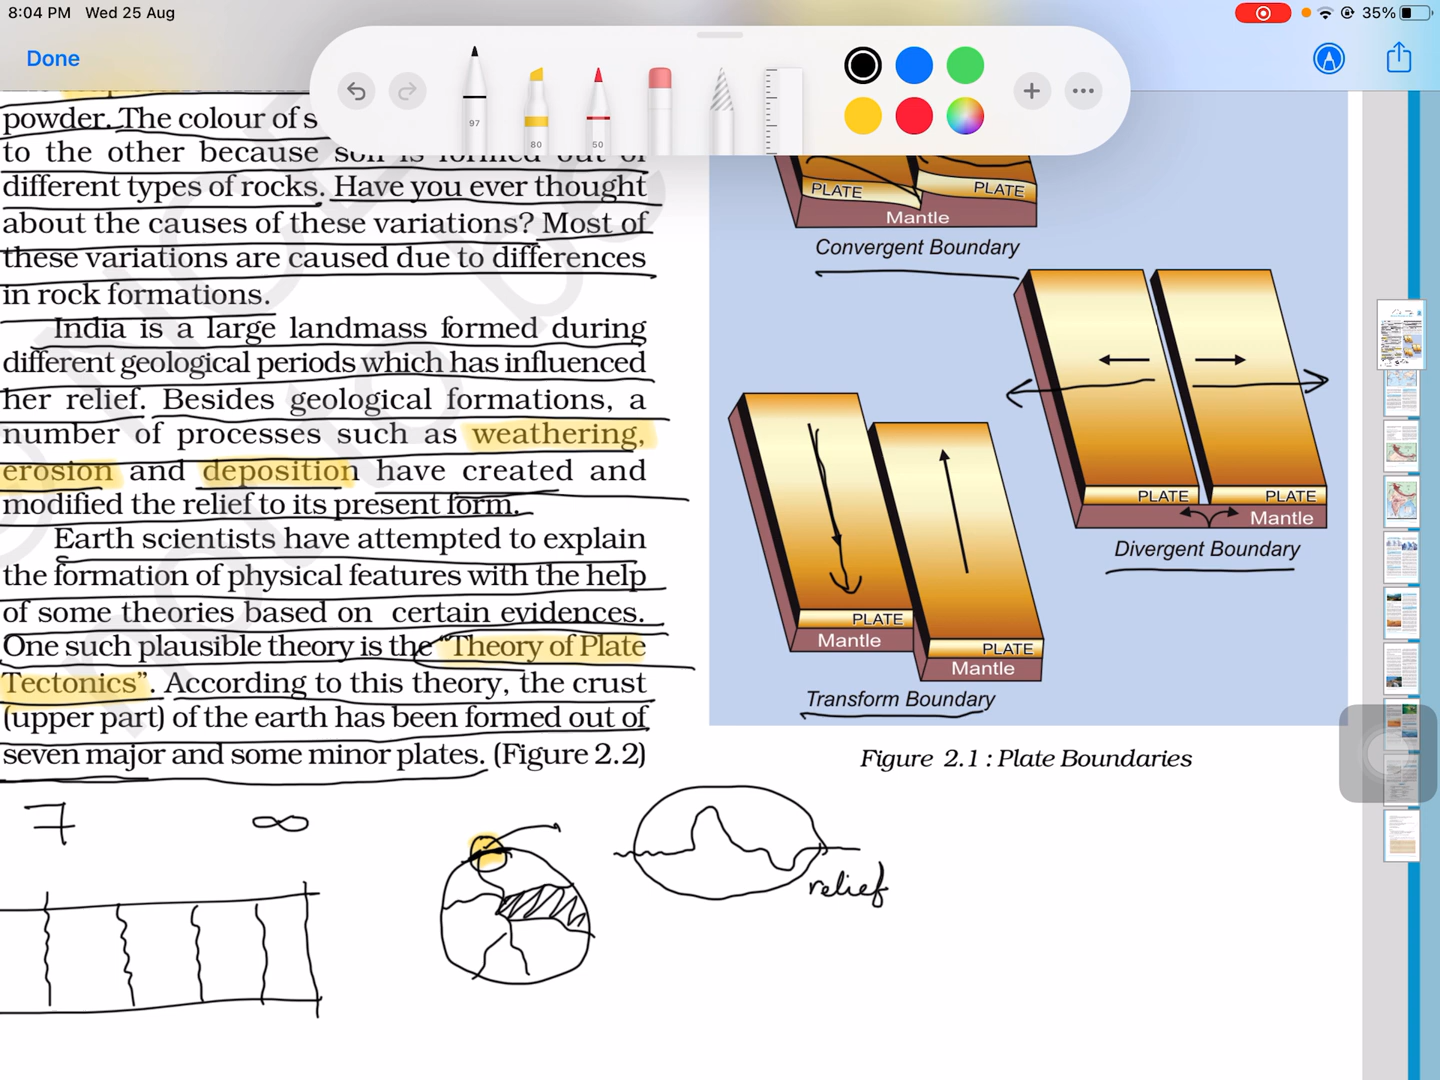 8:04 PM Wed 25 Aug
35%
Done
97
80
50
powder. The colour of s
to the other because soil is formed out of
different types of rocks. Have you ever thought
about the causes of these variations? Most of
these variations are caused due to differences
in rock formations.
India is a large landmass formed during
different geological periods which has influenced
her relief. Besides geological formations, a
number of processes such as weathering,
erosion and deposition have created and
modified the relief to its present form.
Earth scientists have attempted to explain
the formation of physical features with the help
of some theories based on certain evidences.
One such plausible theory is the “Theory of Plate
Tectonics”. According to this theory, the crust
(upper part) of the earth has been formed out of
seven major and some minor plates. (Figure 2.2)
PLATE
PLATE
Mantle
Convergent Boundary
PLATE
PLATE
Mantle
Divergent Boundary
PLATE
Mantle
PLATE
Mantle
Transform Boundary
Figure 2.1 : Plate Boundaries
7 ∞
relief